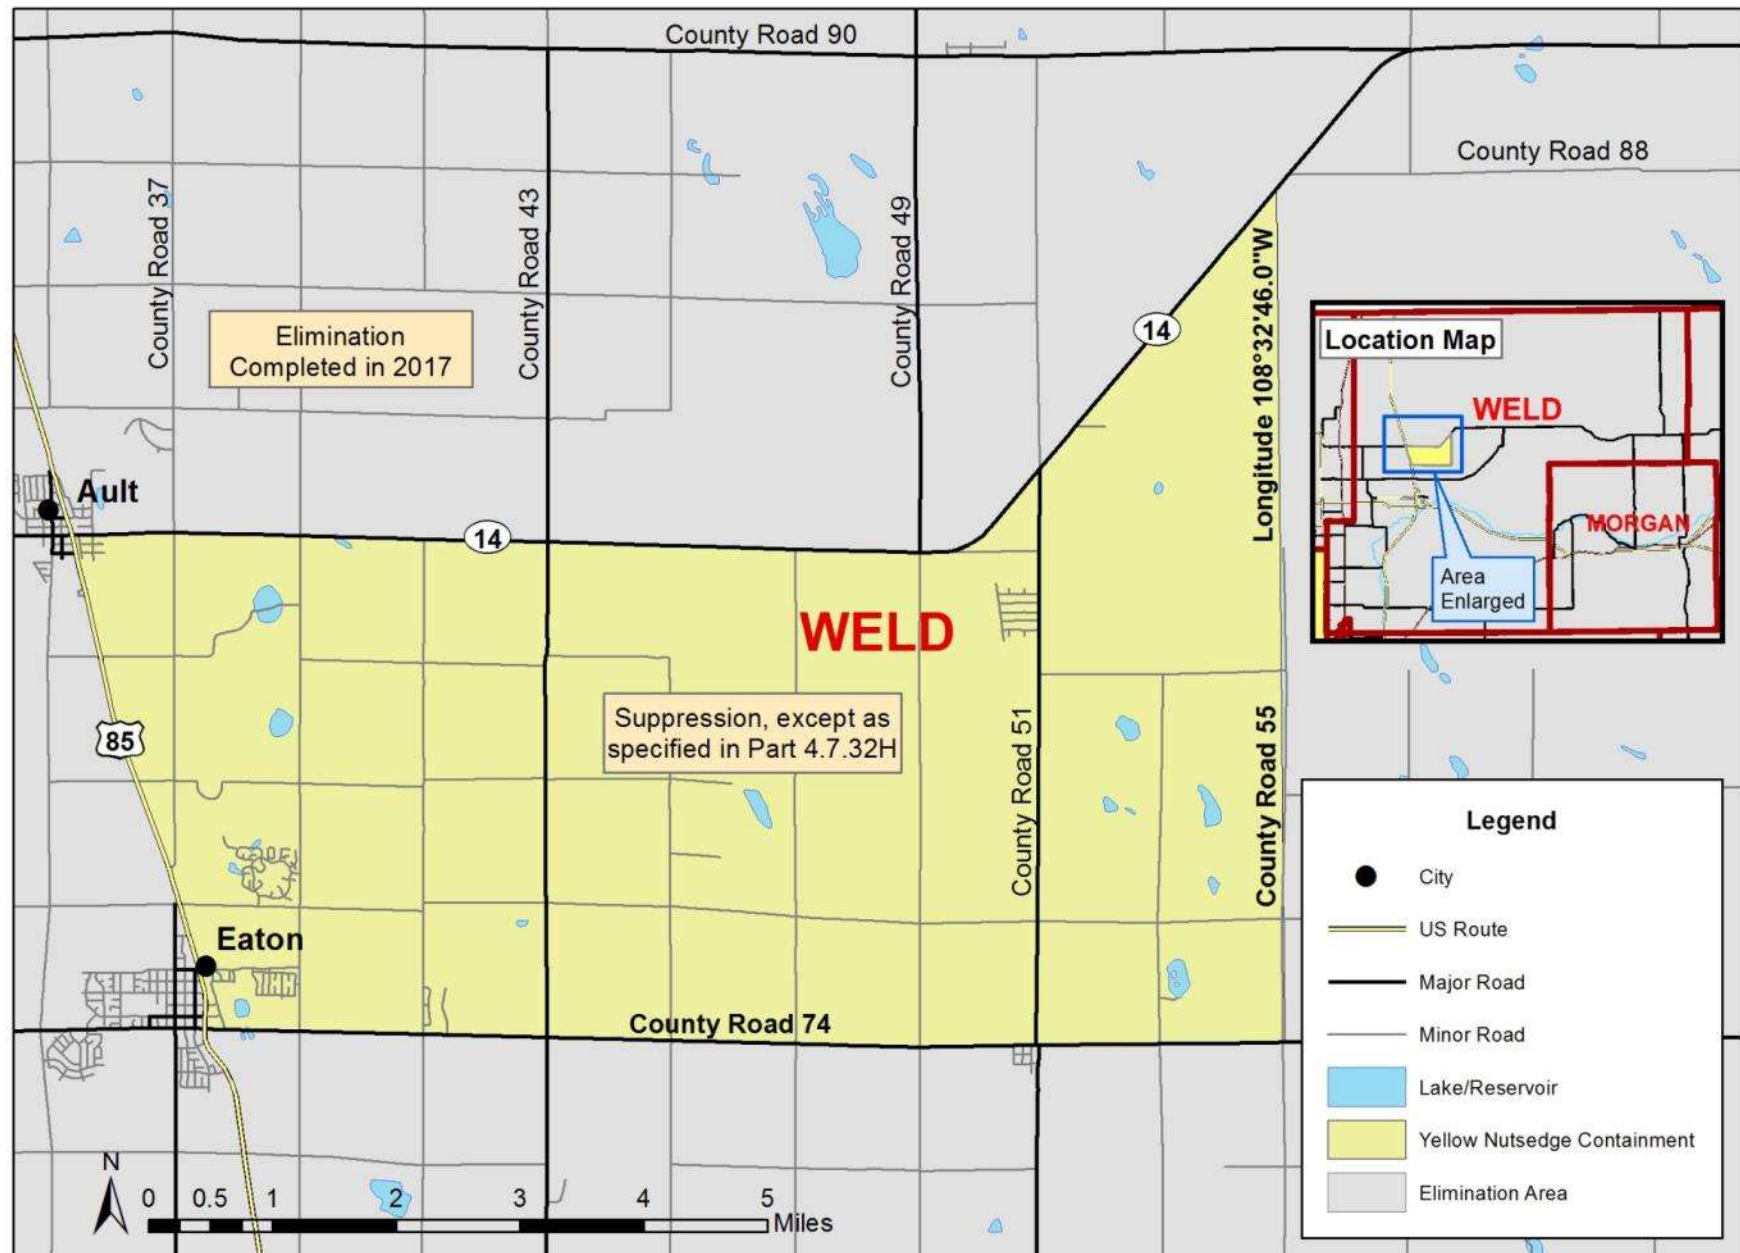 County Road 90
County Road 88
County Road 37
County Road 43
County Road 49
Longitude 108°32'46.0"W
Elimination
Completed in 2017
14
Location Map
WELD
MORGAN
Area
Enlarged
Ault
14
WELD
Suppression, except as
specified in Part 4.7.32H
85
County Road 51
County Road 55
Eaton
County Road 74
Legend
City
US Route
Major Road
Minor Road
Lake/Reservoir
Yellow Nutsedge Containment
Elimination Area
N
0 0.5 1 2 3 4 5
Miles